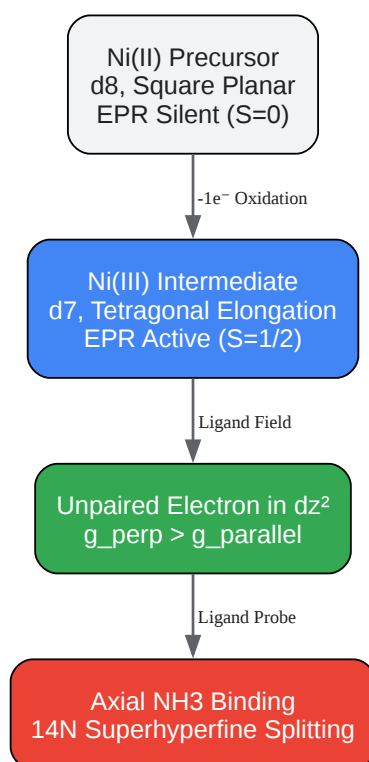 Ni(II) Precursor
d8, Square Planar
EPR Silent (S=0)
-1e⁻ Oxidation
Ni(III) Intermediate
d7, Tetragonal Elongation
EPR Active (S=1/2)
Ligand Field
Unpaired Electron in dz²
g_perp > g_parallel
Ligand Probe
Axial NH3 Binding
14N Superhyperfine Splitting